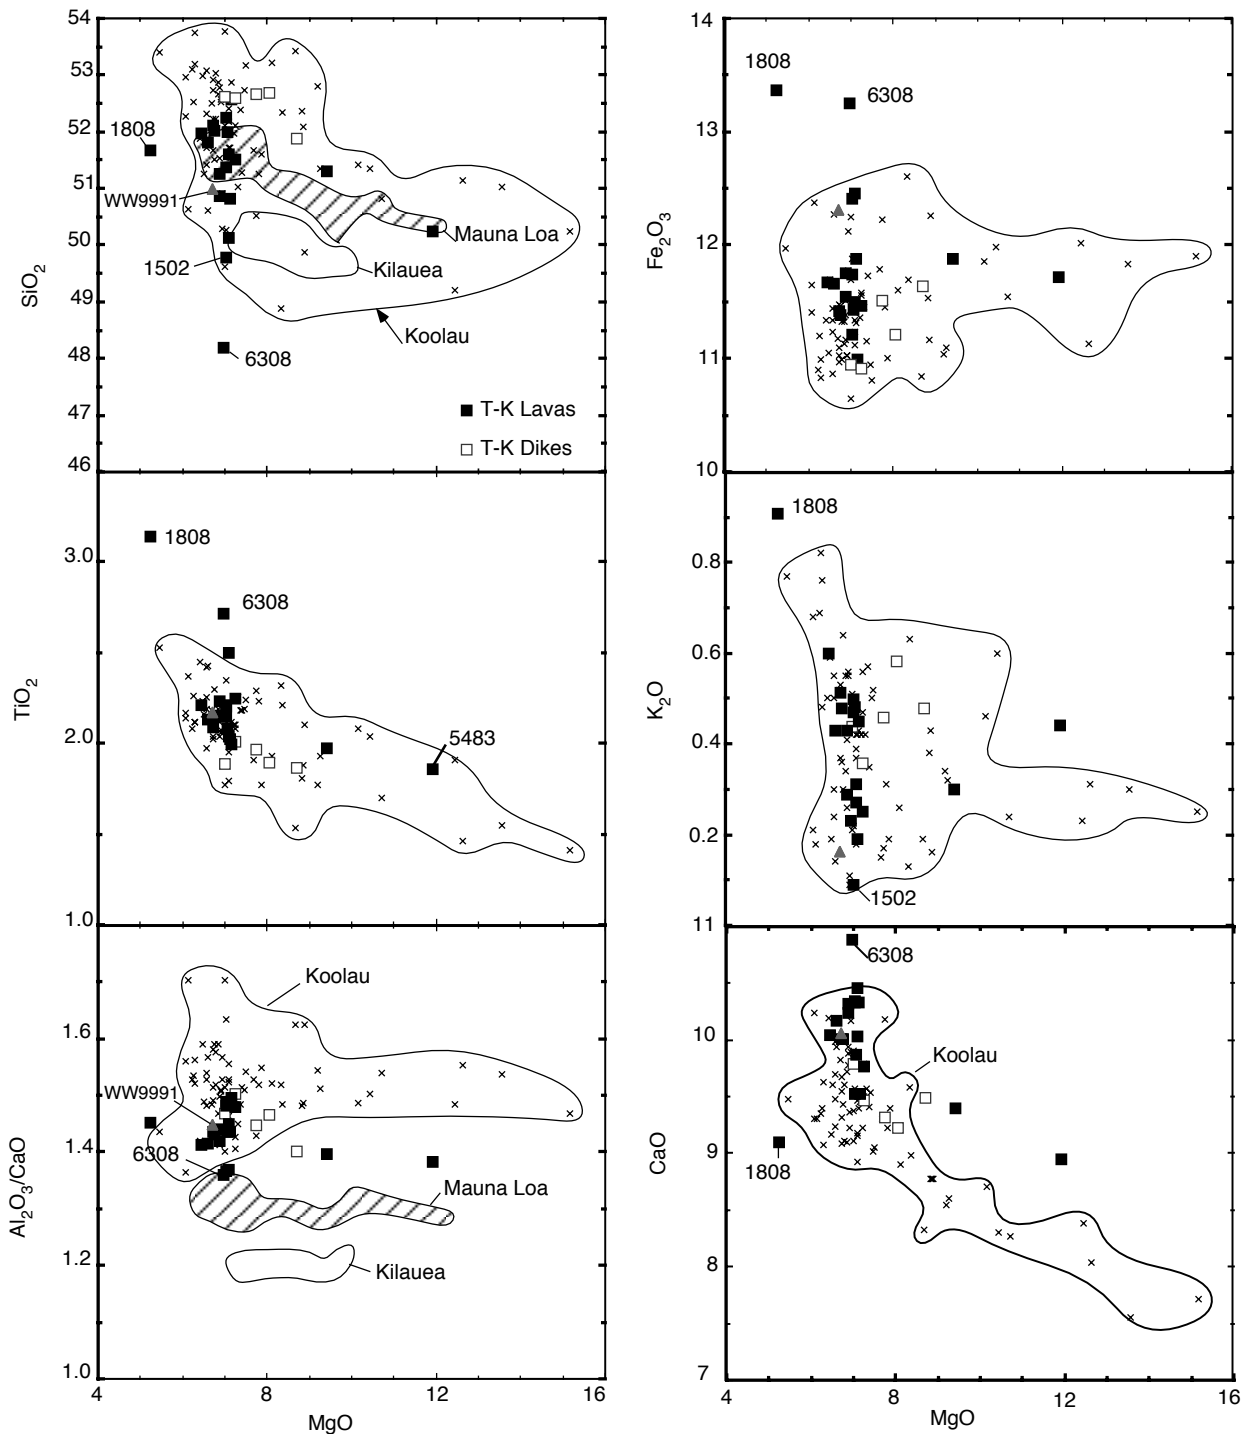 54
53
52
51
50
49
48
47
46
SiO2
1808
WW9991
1502
6308
Mauna Loa
Kilauea
Koolau
T-K Lavas
T-K Dikes
14
13
12
11
10
Fe2O3
1808
6308
3.0
2.0
1.0
TiO2
1808
6308
5483
0.8
0.6
0.4
0.2
K2O
1808
1502
1.6
1.4
1.2
1.0
Al2O3/CaO
Koolau
WW9991
6308
Mauna Loa
Kilauea
4 8 12 16
MgO
11
10
9
8
7
CaO
6308
Koolau
1808
4 8 12 16
MgO